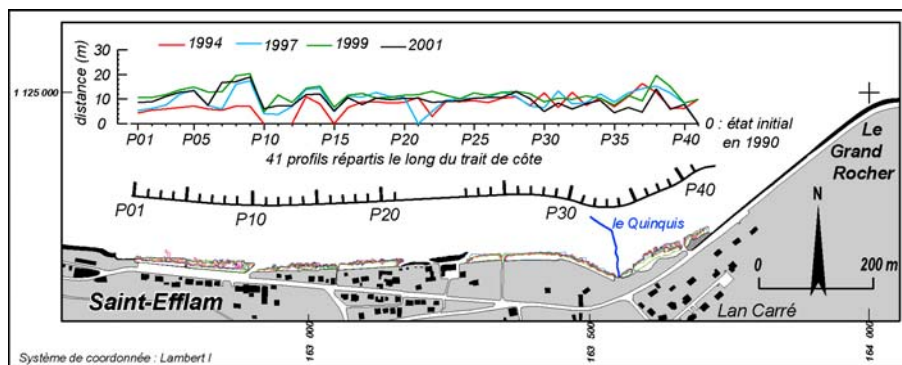 1994 1997 1999 2001
distance (m)
30
20
10
0
1 125 000
P01 P05 P10 P15 P20 P25 P30 P35 P40
0 : état initial
en 1990
41 profils répartis le long du trait de côte
Le
Grand
Rocher
P01 P10 P20 P30 P40
N
le Quinquis
0 200 m
Saint-Efflam
Lan Carré
Système de coordonnée : Lambert I
163 000
163 500
164 000